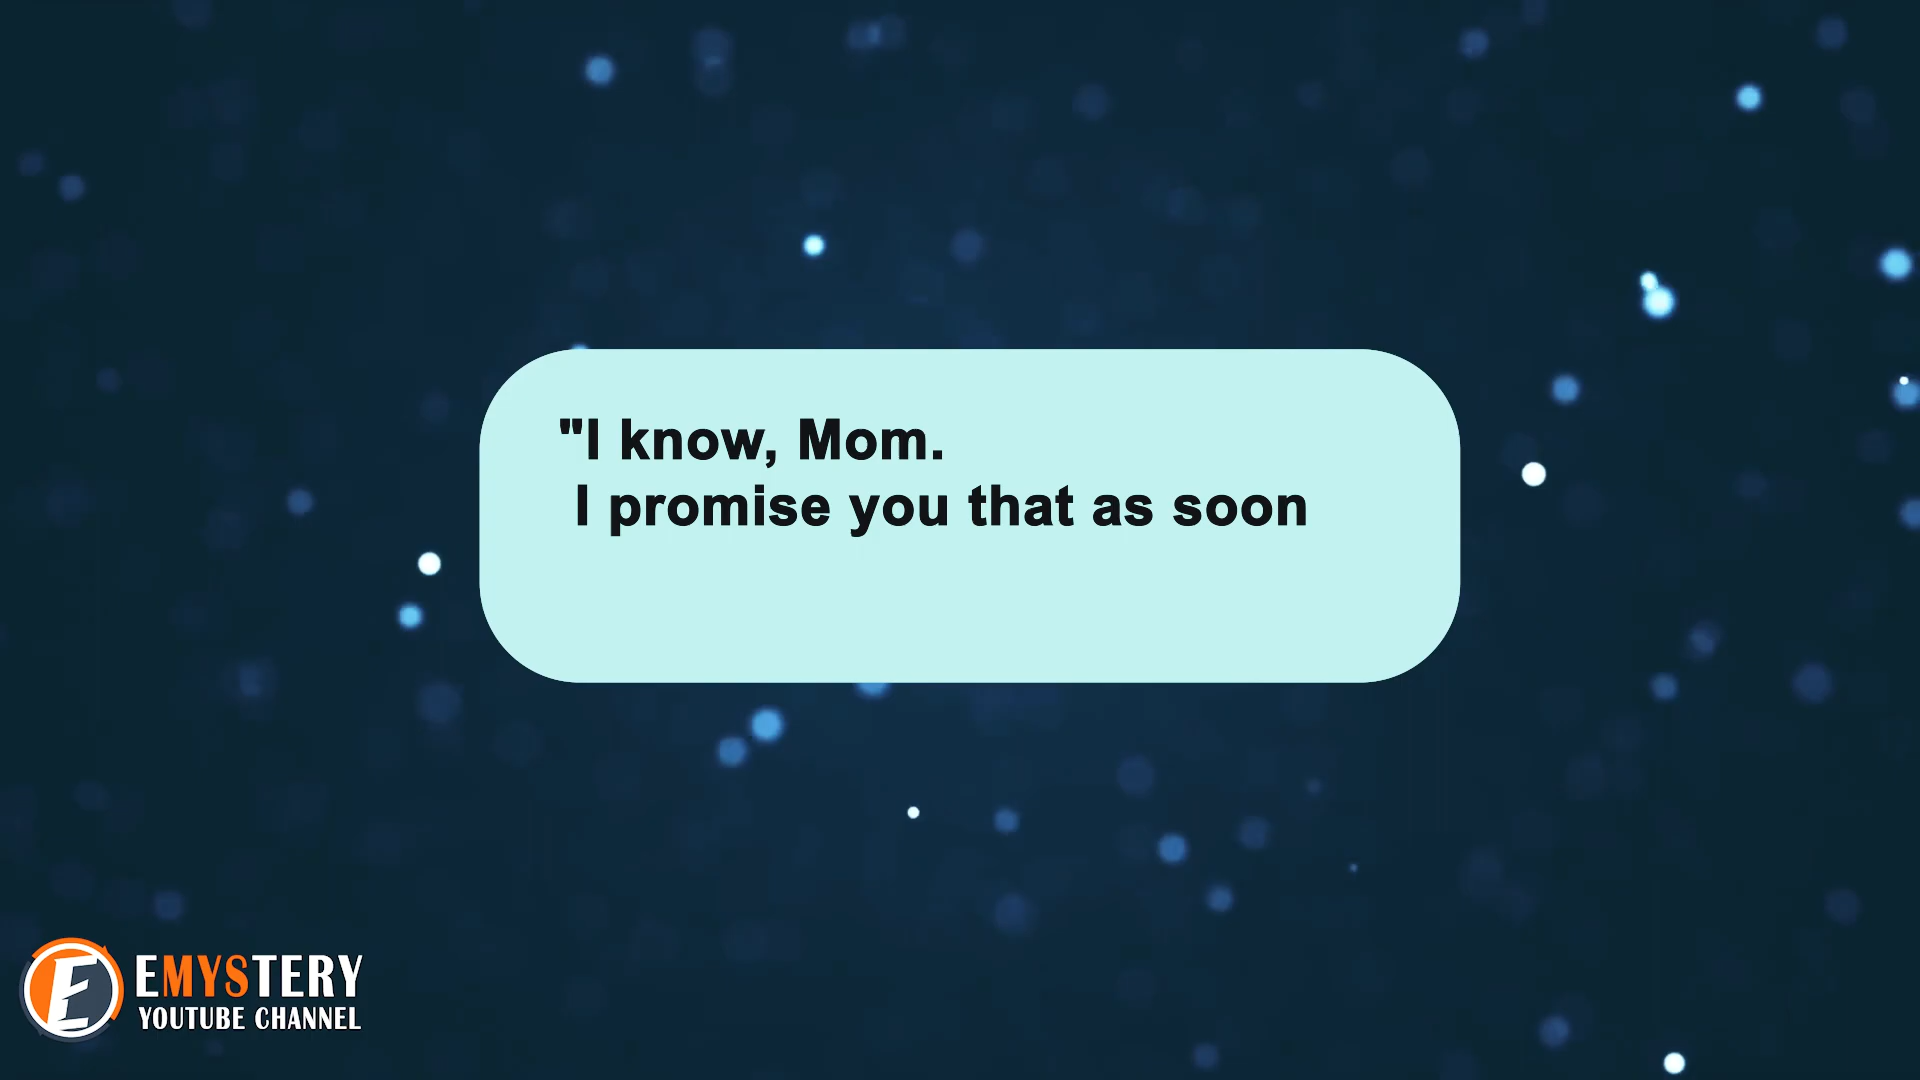 "I know, Mom.
I promise you that as soon
E
EMYSTERY
YOUTUBE CHANNEL